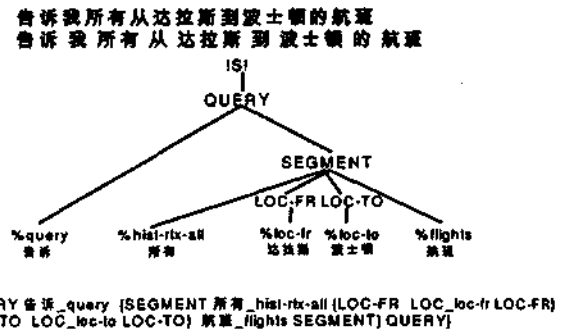 告诉我所有从达拉斯到波士顿的航班
告诉 我 所有 从 达拉斯 到 波士顿 的 航班
!S!
QUERY
SEGMENT
LOC-FR LOC-TO
%query %hist-rfx-all %loc-fr %loc-to %flights
告诉 所有 达拉斯 波士顿 航班
RY 告诉_query {SEGMENT 所有_hist-rfx-all {LOC-FR LOC_loc-fr LOC-FR}
TO LOC_loc-to LOC-TO} 航班_flights SEGMENT} QUERY}